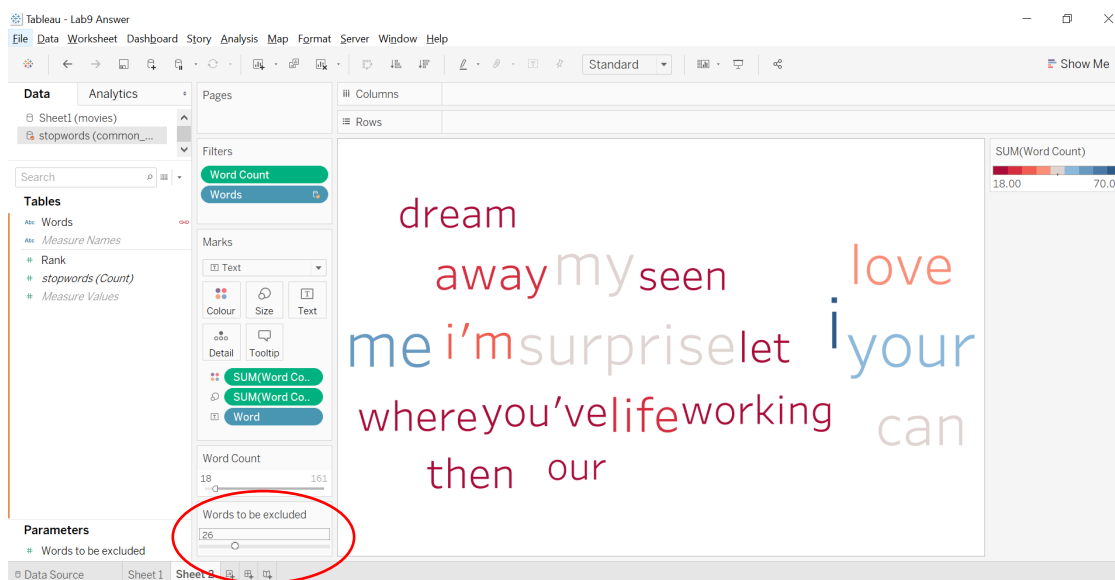 Tableau - Lab9 Answer
File Data Worksheet Dashboard Story Analysis Map Format Server Window Help
Standard
Show Me
Data Analytics
Sheet1 (movies)
stopwords (common_...
Search
Tables
Abc Words
Abc Measure Names
# Rank
# stopwords (Count)
# Measure Values
Parameters
# Words to be excluded
Pages
Filters
Word Count
Words
Marks
Text
Colour Size Text
Detail Tooltip
SUM(Word Co..
SUM(Word Co..
Word
Word Count
18 161
Words to be excluded
26
Columns
Rows
dream
away my seen love
me i'm surprise let i your
where you've life working can
then our
SUM(Word Count)
18.00 70.0
Data Source Sheet 1 Sheet 2